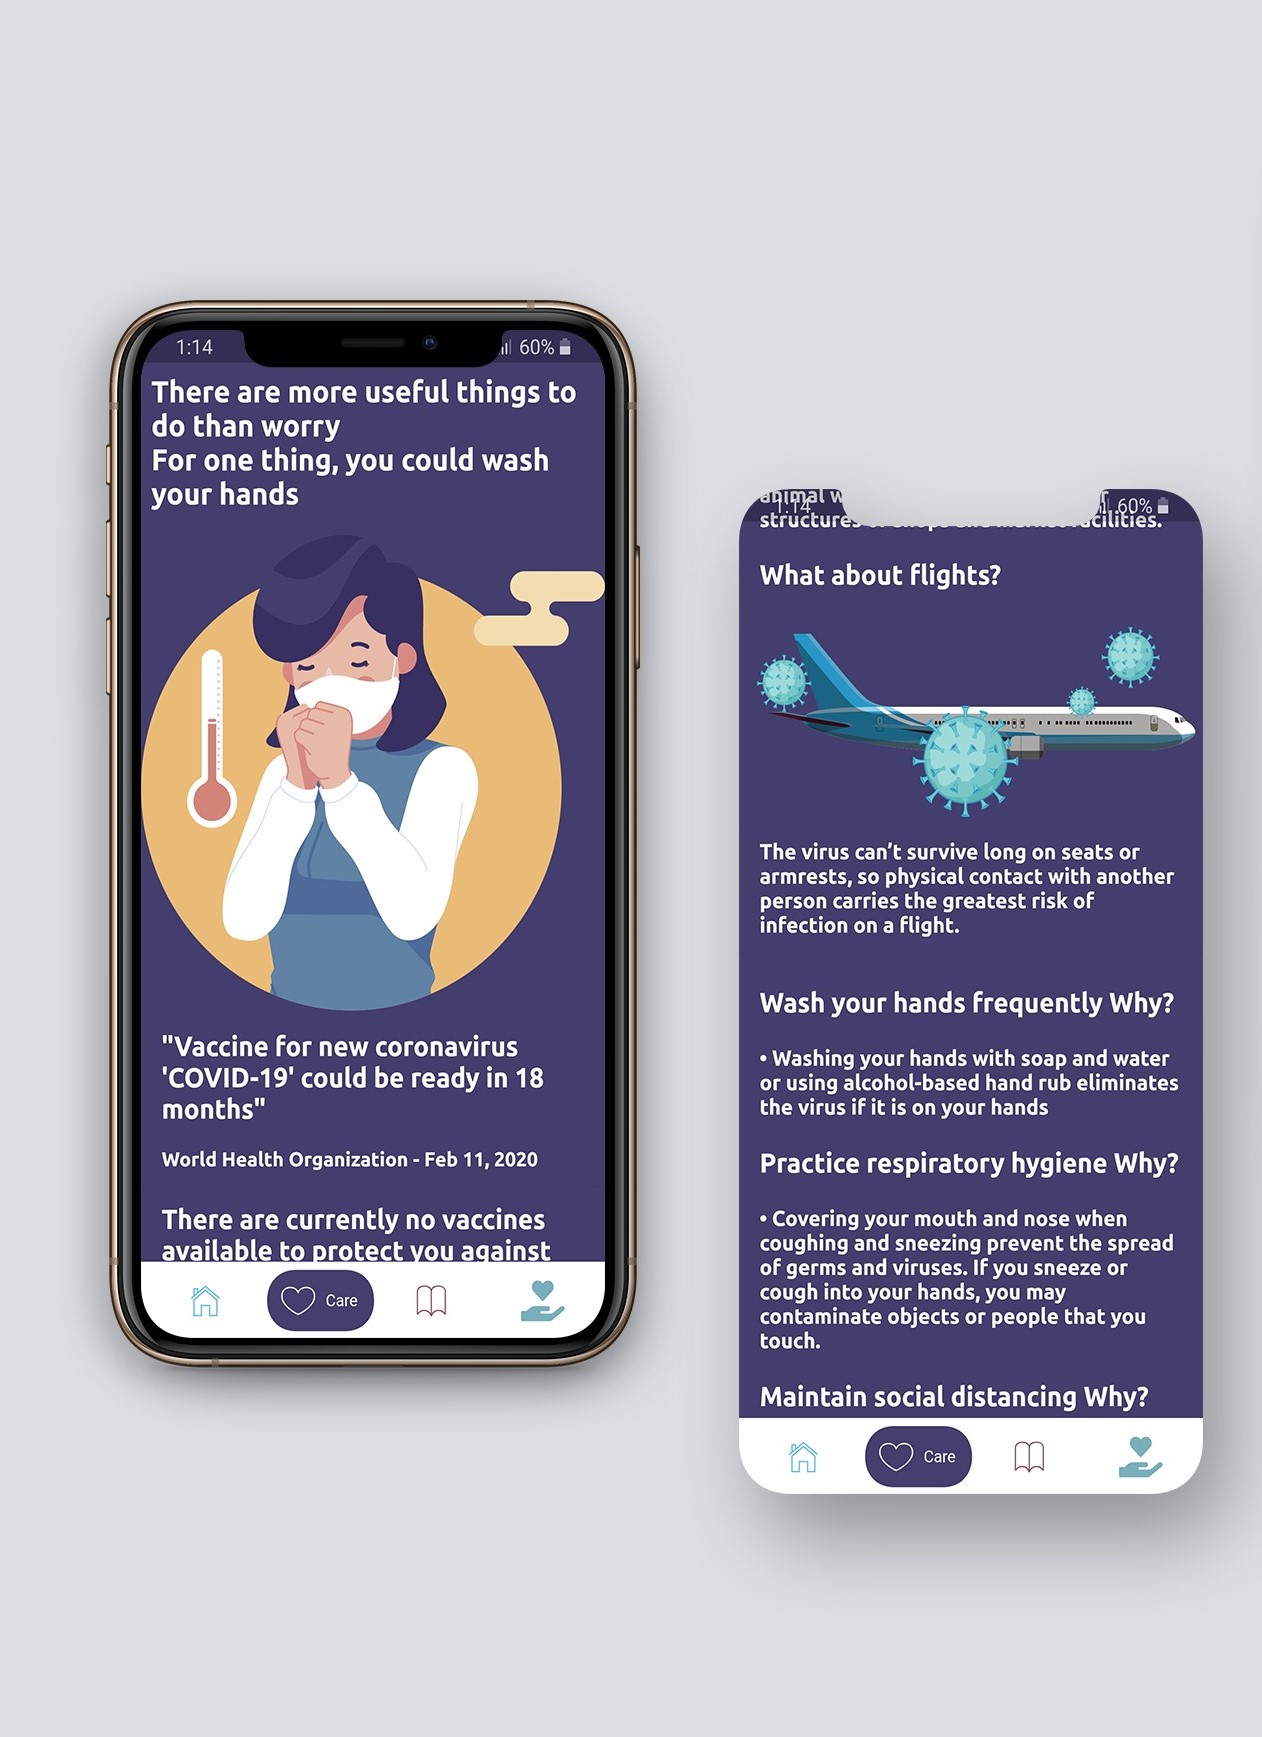 1:14
60%
There are more useful things to
do than worry
For one thing, you could wash
your hands
"Vaccine for new coronavirus
'COVID-19' could be ready in 18
months"
World Health Organization - Feb 11, 2020
There are currently no vaccines
available to protect you against
Care
animal
1:14
60%
structures
What about flights?
The virus can’t survive long on seats or
armrests, so physical contact with another
person carries the greatest risk of
infection on a flight.
Wash your hands frequently Why?
• Washing your hands with soap and water
or using alcohol-based hand rub eliminates
the virus if it is on your hands
Practice respiratory hygiene Why?
• Covering your mouth and nose when
coughing and sneezing prevent the spread
of germs and viruses. If you sneeze or
cough into your hands, you may
contaminate objects or people that you
touch.
Maintain social distancing Why?
Care